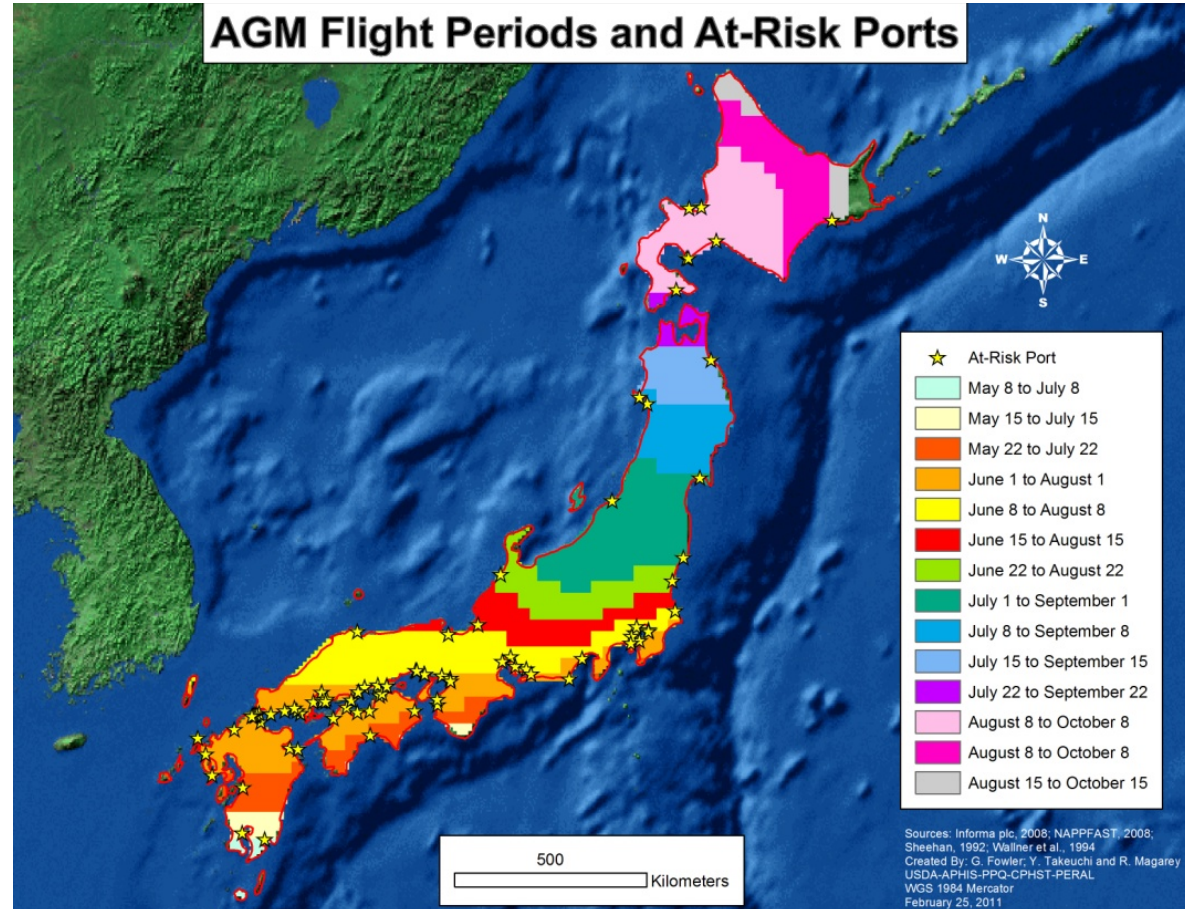 AGM Flight Periods and At-Risk Ports
N
W E
S
At-Risk Port
May 8 to July 8
May 15 to July 15
May 22 to July 22
June 1 to August 1
June 8 to August 8
June 15 to August 15
June 22 to August 22
July 1 to September 1
July 8 to September 8
July 15 to September 15
July 22 to September 22
August 8 to October 8
August 8 to October 8
August 15 to October 15
500
Kilometers
Sources: Informa plc, 2008; NAPPFAST, 2008;
Sheehan, 1992; Wallner et al., 1994
Created By: G. Fowler; Y. Takeuchi and R. Magarey
USDA-APHIS-PPQ-CPHST-PERAL
WGS 1984 Mercator
February 25, 2011